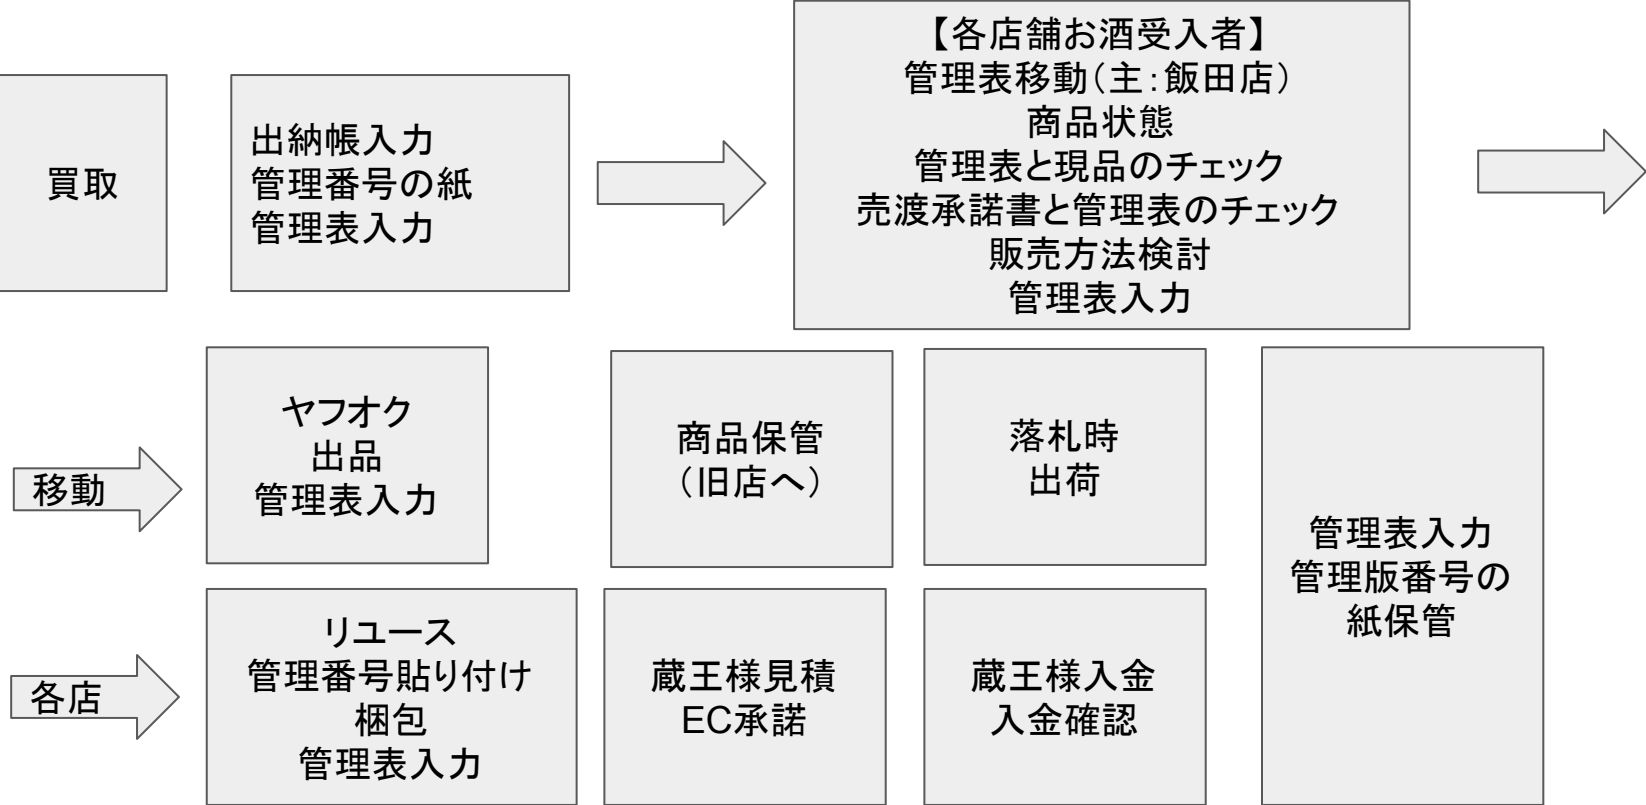 買取
出納帳入力
管理番号の紙
管理表入力
【各店舗お酒受入者】
管理表移動（主：飯田店）
商品状態
管理表と現品のチェック
売渡承諾書と管理表のチェック
販売方法検討
管理表入力
移動
ヤフオク
出品
管理表入力
商品保管
（旧店へ）
落札時
出荷
管理表入力
管理版番号の
紙保管
各店
リユース
管理番号貼り付け
梱包
管理表入力
蔵王様見積
EC承諾
蔵王様入金
入金確認